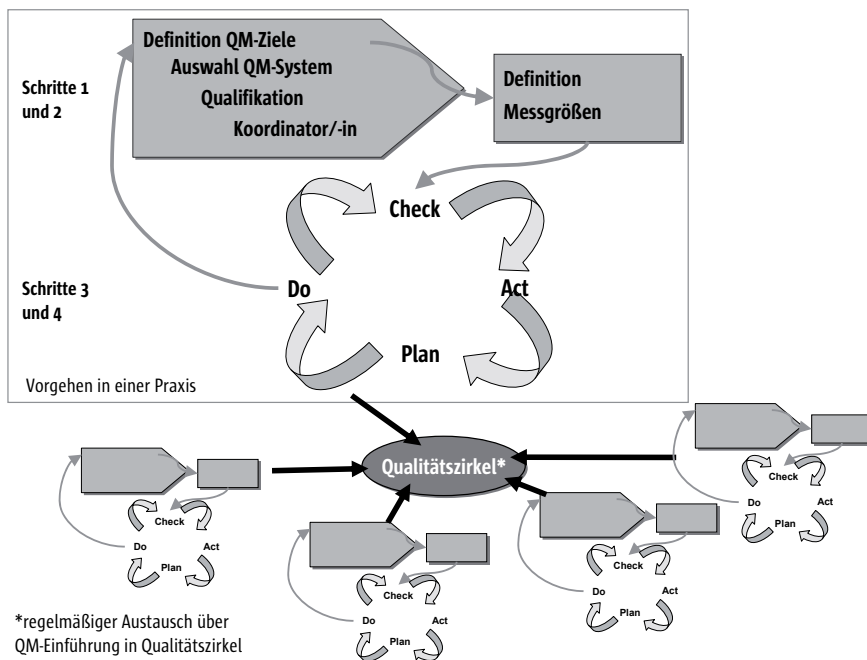 Definition QM-Ziele
Auswahl QM-System
Qualifikation
Koordinator/-in
Schritte 1
und 2
Definition
Messgrößen
Check
Do
Act
Plan
Schritte 3
und 4
Vorgehen in einer Praxis
Qualitätszirkel*
Check
Do
Act
Plan
Check
Do
Act
Plan
Check
Do
Act
Plan
Check
Do
Act
Plan
*regelmäßiger Austausch über
QM-Einführung in Qualitätszirkel